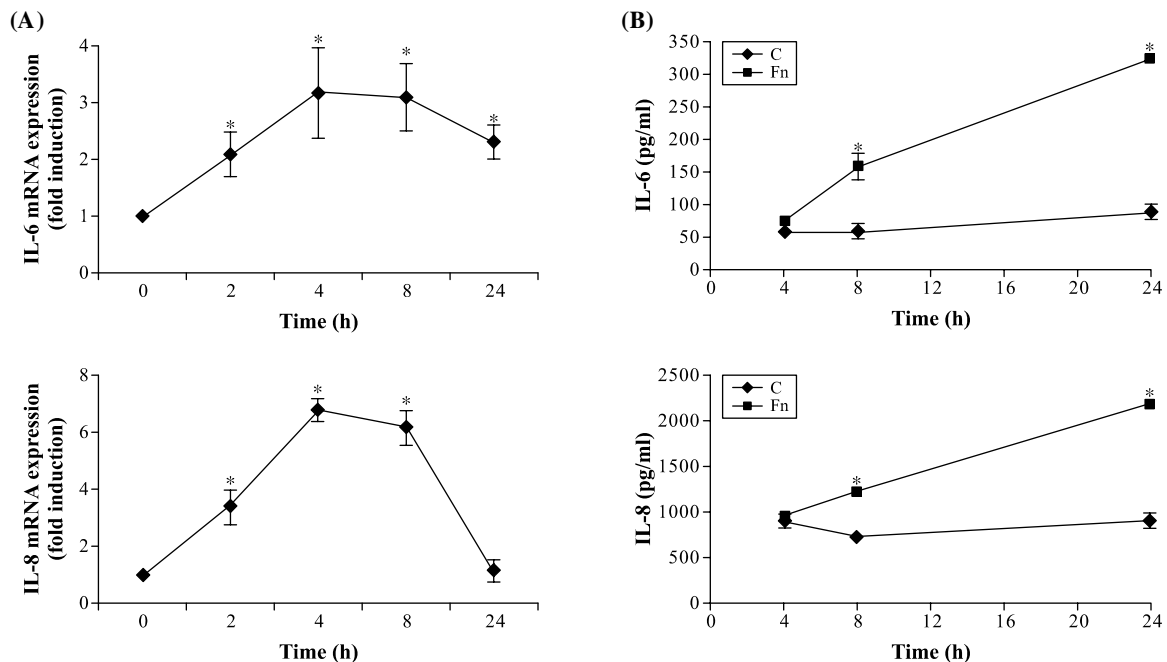 (A)
IL-6 mRNA expression
(fold induction)
4
3
2
1
0
*
*
*
*
0 2 4 8 24
Time (h)
IL-8 mRNA expression
(fold induction)
8
6
4
2
0
*
*
*
0 2 4 8 24
Time (h)
(B)
IL-6 (pg/ml)
350
300
250
200
150
100
50
0
C
Fn
*
*
0 4 8 12 16 20 24
Time (h)
IL-8 (pg/ml)
2500
2000
1500
1000
500
0
C
Fn
*
*
0 4 8 12 16 20 24
Time (h)